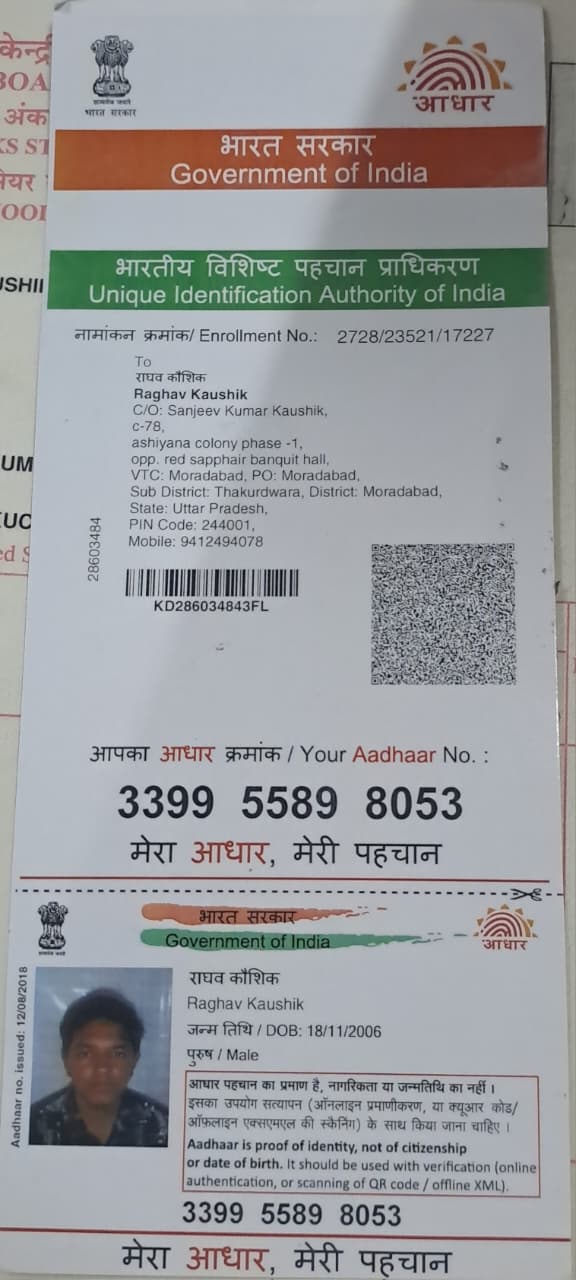 सत्यमेव जयते
भारत सरकार
आधार
भारत सरकार
Government of India
भारतीय विशिष्ट पहचान प्राधिकरण
Unique Identification Authority of India
नामांकन क्रमांक/ Enrollment No.: 2728/23521/17227
To
राघव कौशिक
Raghav Kaushik
C/O: Sanjeev Kumar Kaushik,
c-78,
ashiyana colony phase -1,
opp. red sapphair banquit hall,
VTC: Moradabad, PO: Moradabad,
Sub District: Thakurdwara, District: Moradabad,
State: Uttar Pradesh,
PIN Code: 244001,
Mobile: 9412494078
28603484
KD286034843FL
आपका आधार क्रमांक / Your Aadhaar No. :
3399 5589 8053
मेरा आधार, मेरी पहचान
भारत सरकार
Government of India
आधार
Aadhaar no. issued: 12/08/2018
राघव कौशिक
Raghav Kaushik
जन्म तिथि / DOB: 18/11/2006
पुरुष / Male
आधार पहचान का प्रमाण है, नागरिकता या जन्मतिथि का नहीं ।
इसका उपयोग सत्यापन (ऑनलाइन प्रमाणीकरण, या क्यूआर कोड/
ऑफ़लाइन एक्सएमएल की स्कैनिंग) के साथ किया जाना चाहिए ।
Aadhaar is proof of identity, not of citizenship
or date of birth. It should be used with verification (online
authentication, or scanning of QR code / offline XML).
3399 5589 8053
मेरा आधार, मेरी पहचान